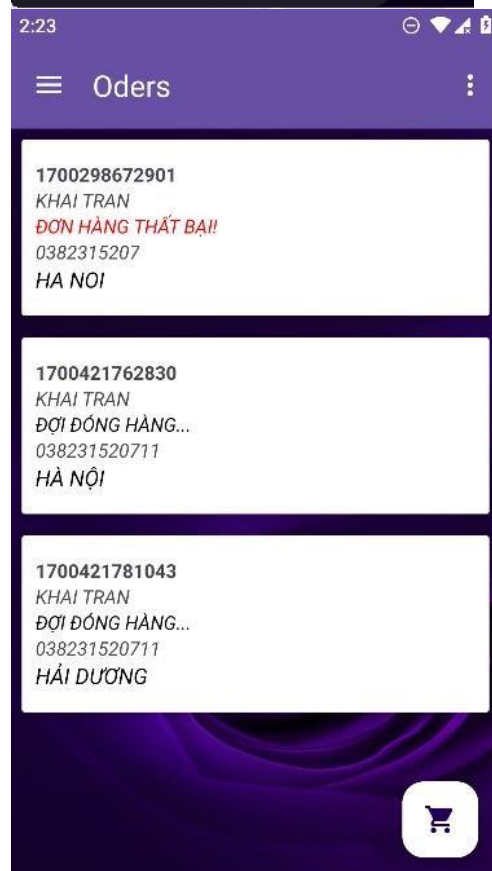 2:23
Oders
1700298672901
KHAI TRAN
ĐƠN HÀNG THẤT BẠI!
0382315207
HA NOI
1700421762830
KHAI TRAN
ĐỢI ĐÓNG HÀNG...
038231520711
HÀ NỘI
1700421781043
KHAI TRAN
ĐỢI ĐÓNG HÀNG...
038231520711
HẢI DƯƠNG